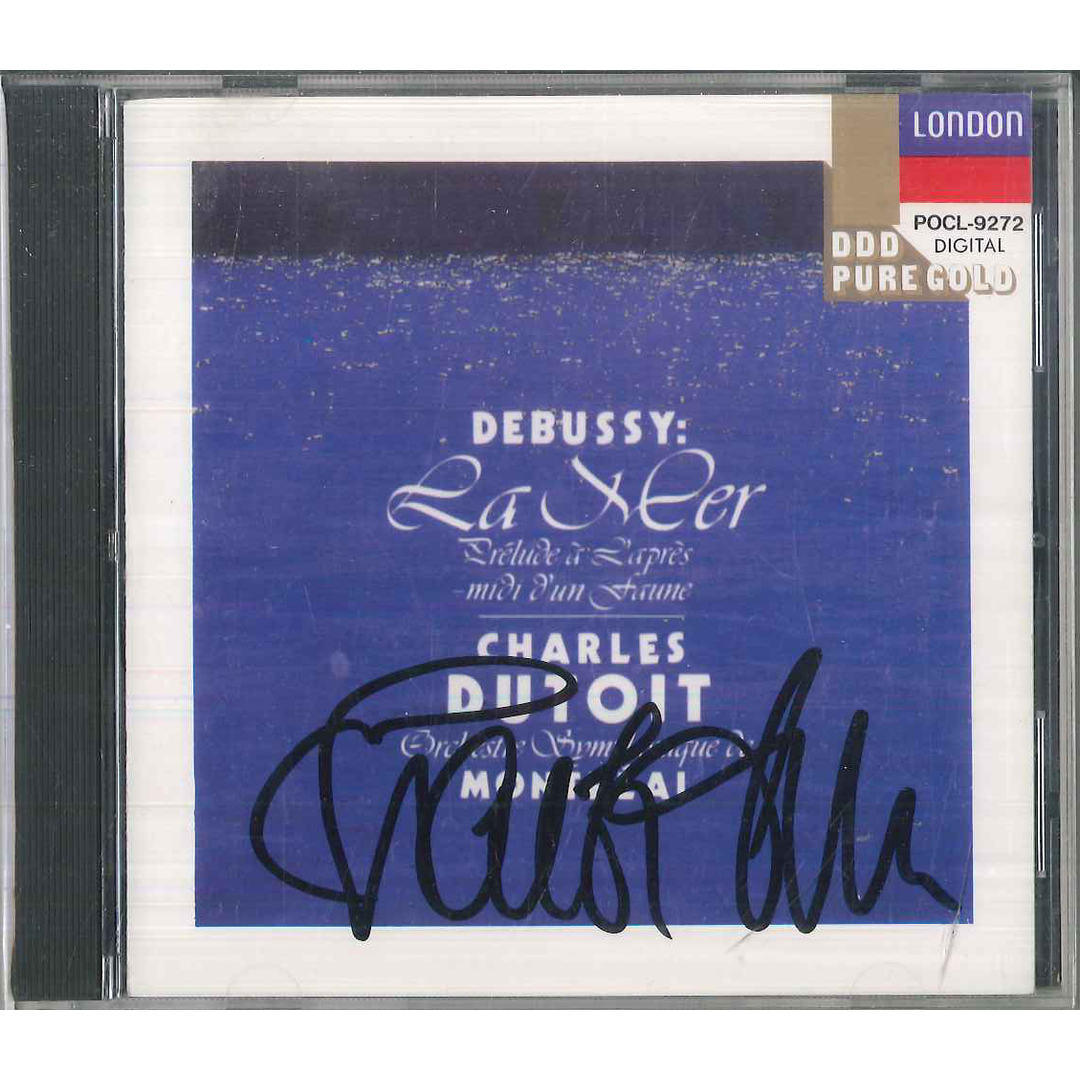 LONDON
POCL-9272
DIGITAL
DDD
PURE GOLD
DEBUSSY:
La Mer
Prélude à L'après
-midi d'un Faune
CHARLES
DUTOIT
Orchestre Symphonique de
MONTRÉAL